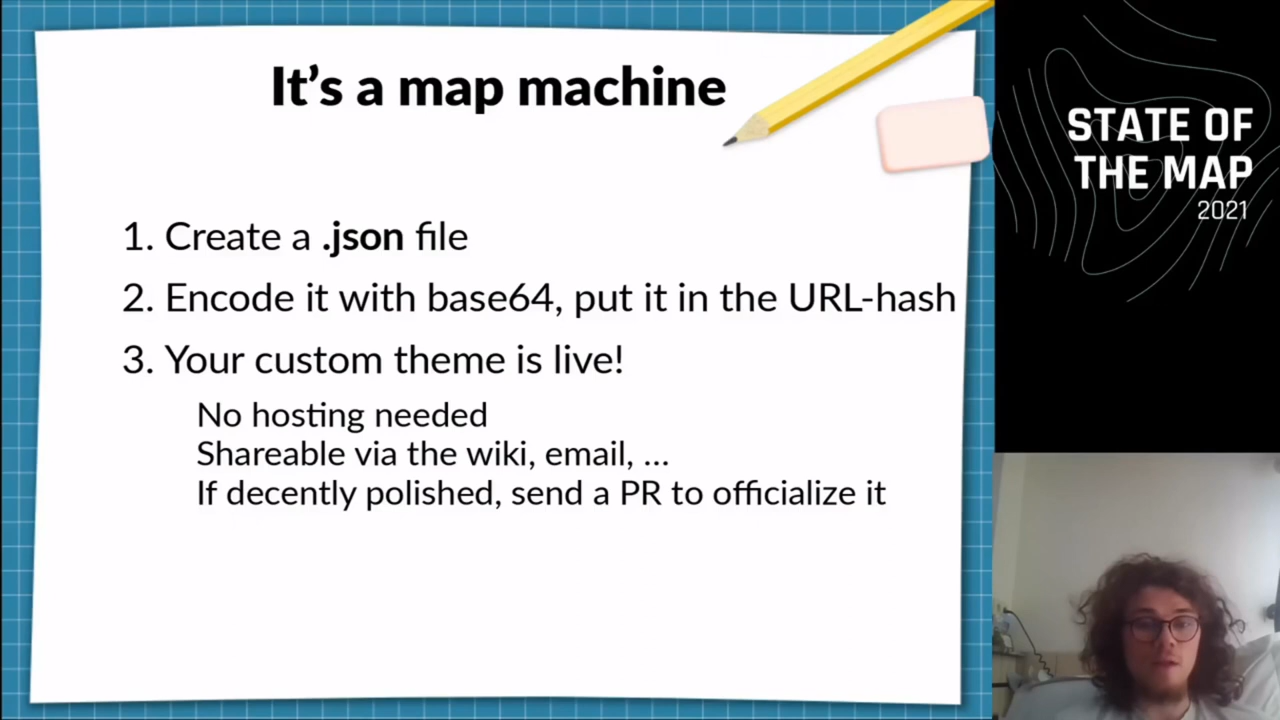 It’s a map machine
1. Create a .json file
2. Encode it with base64, put it in the URL-hash
3. Your custom theme is live!
No hosting needed
Shareable via the wiki, email, ...
If decently polished, send a PR to officialize it
STATE OF
THE MAP
2021